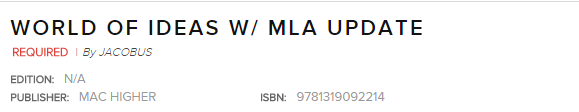 WORLD OF IDEAS W/ MLA UPDATE
REQUIRED | By JACOBUS
EDITION: N/A
PUBLISHER: MAC HIGHER ISBN: 9781319092214